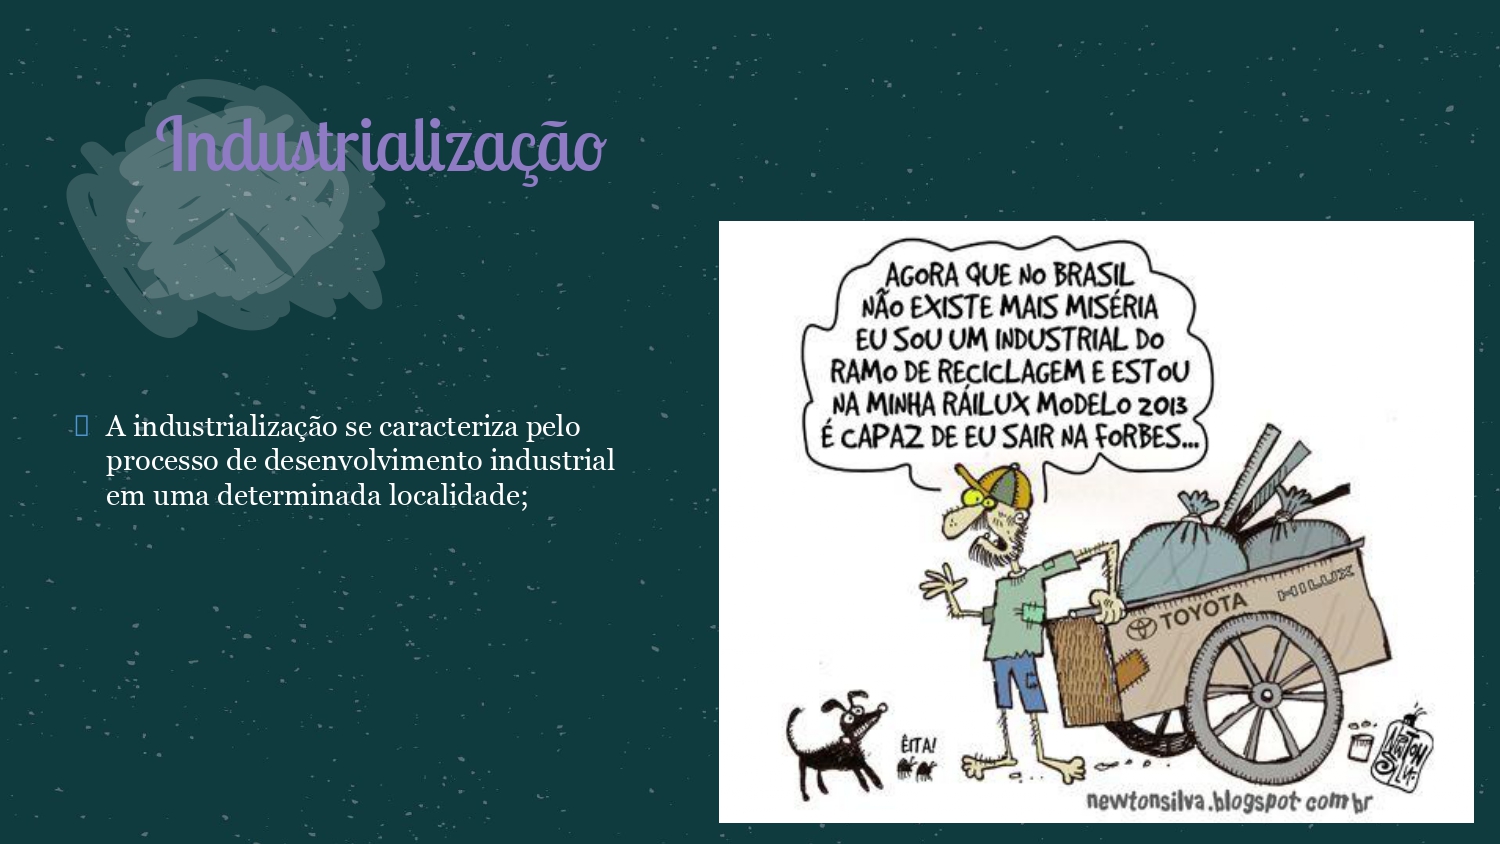 Industrialização
A industrialização se caracteriza pelo
processo de desenvolvimento industrial
em uma determinada localidade;
AGORA QUE NO BRASIL
NÃO EXISTE MAIS MISÉRIA
EU SOU UM INDUSTRIAL DO
RAMO DE RECICLAGEM E ESTOU
NA MINHA RÁILUX MODELO 2013
É CAPAZ DE EU SAIR NA FORBES...
TOYOTA HILUX
ÊITA!
NEWTON
SILVA
newtonsilva.blogspot.com.br